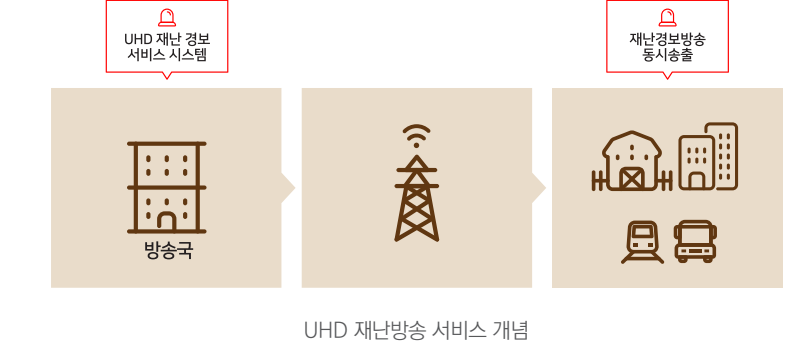 UHD 재난 경보
서비스 시스템
재난경보방송
동시송출
방송국
UHD 재난방송 서비스 개념